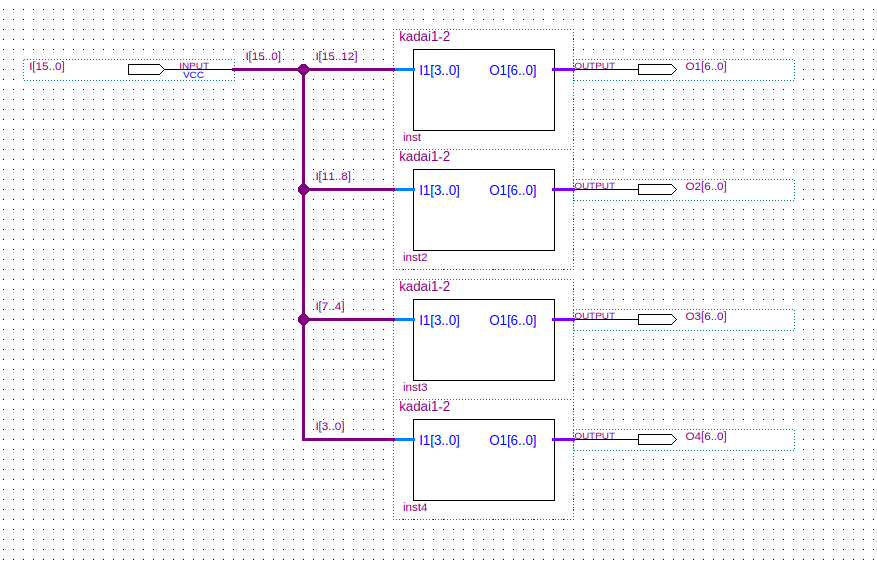 kadai1-2
I[15..0]
INPUT
VCC
I[15..0]
I[15..12]
I1[3..0]
O1[6..0]
OUTPUT
O1[6..0]
inst
kadai1-2
I[11..8]
I1[3..0]
O1[6..0]
OUTPUT
O2[6..0]
inst2
kadai1-2
I[7..4]
I1[3..0]
O1[6..0]
OUTPUT
O3[6..0]
inst3
kadai1-2
I[3..0]
I1[3..0]
O1[6..0]
OUTPUT
O4[6..0]
inst4